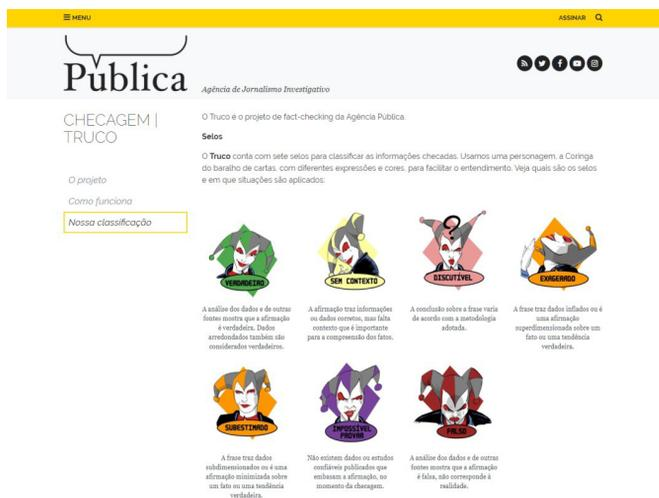 MENU
ASSINAR
Pública
Agência de Jornalismo Investigativo
CHECAGEM |
TRUCO
O projeto
Como funciona
Nossa classificação
O Truco é o projeto de fact-checking da Agência Pública.
Selos
O Truco conta com sete selos para classificar as informações checadas. Usamos uma personagem, a Coringa
do baralho de cartas, com diferentes expressões e cores, para facilitar o entendimento. Veja quais são os selos
e em que situações são aplicados:
VERDADEIRO
A análise dos dados e de outras
fontes mostra que a afirmação
é verdadeira. Dados
arredondados também são
considerados verdadeiros.
SEM CONTEXTO
A afirmação traz informações
ou dados corretos, mas falta
contexto que é importante
para a compreensão dos fatos.
?
DISCUTÍVEL
A conclusão sobre a frase varia
de acordo com a metodologia
adotada.
EXAGERADO
A frase traz dados inflados ou é
uma afirmação
superdimensionada sobre um
fato ou uma tendência
verdadeira.
SUBESTIMADO
A frase traz dados
subdimensionados ou é uma
afirmação minimizada sobre
um fato ou uma tendência
verdadeira.
IMPOSSÍVEL
PROVAR
Não existem dados ou estudos
confiáveis publicados que
embasam a afirmação, no
momento da checagem.
FALSO
A análise dos dados e de outras
fontes mostra que a afirmação
é falsa, não corresponde à
realidade.